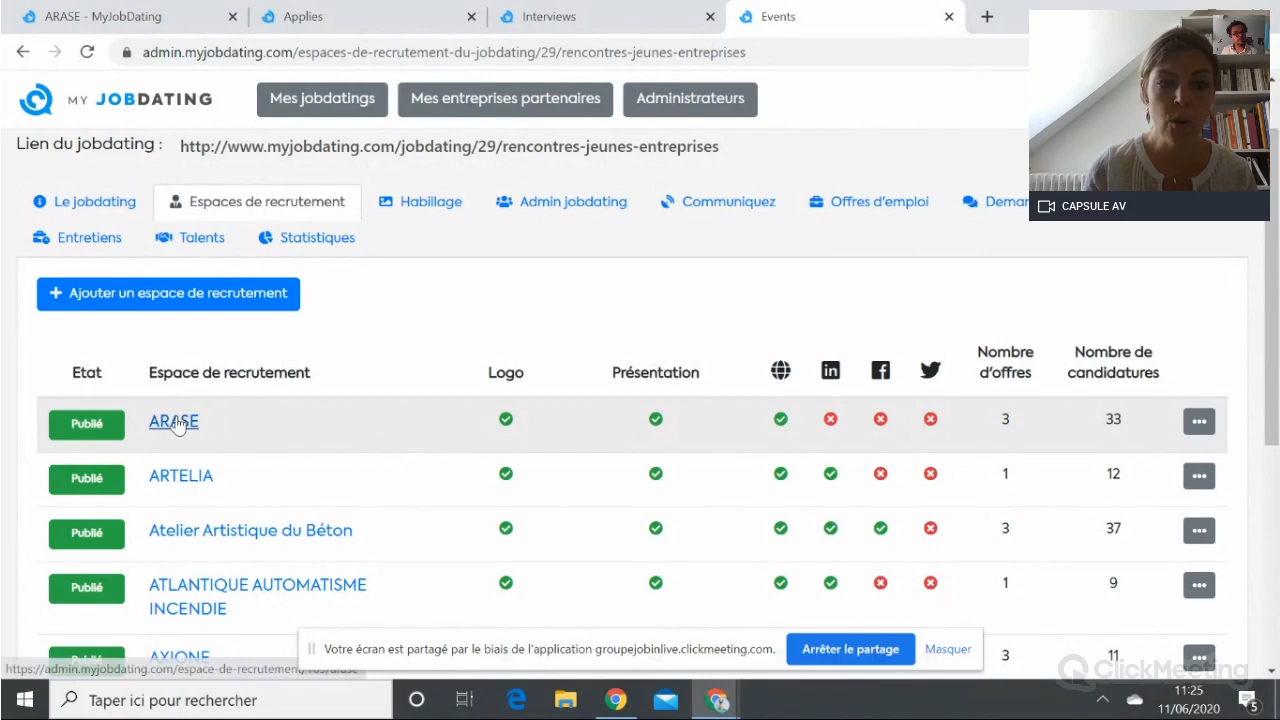 ARASE - MyJobDating
Applies
Interviews
Events
admin.myjobdating.com/espaces-de-recrutement-du-jobdating/29/rencontres-jeunes-entreprises
MY JOBDATING
Mes jobdatings
Mes entreprises partenaires
Administrateurs
Lien du jobdating : http://www.myjobdating.com/jobdating/29/rencontres-jeunes-entreprises
CAPSULE AV
Le jobdating
Espaces de recrutement
Habillage
Admin jobdating
Communiquez
Offres d'emploi
Entretiens
Talents
Statistiques
+ Ajouter un espace de recrutement
Etat
Espace de recrutement
Logo
Présentation
Nombre d'offres
Nombre de candidatures
Publié ARASE 3 33
Publié ARTELIA 1 12
Publié Atelier Artistique du Béton 3 37
Publié ATLANTIQUE AUTOMATISME 1 9
INCENDIE
AXIONE 3 11
Votre écran est partagé par le biais de l'application groupejobinlive.clickmeeting.com.
Arrêter le partage
Masquer
ClickMeeting
Taper ici pour rechercher
11:25
11/06/2020
5